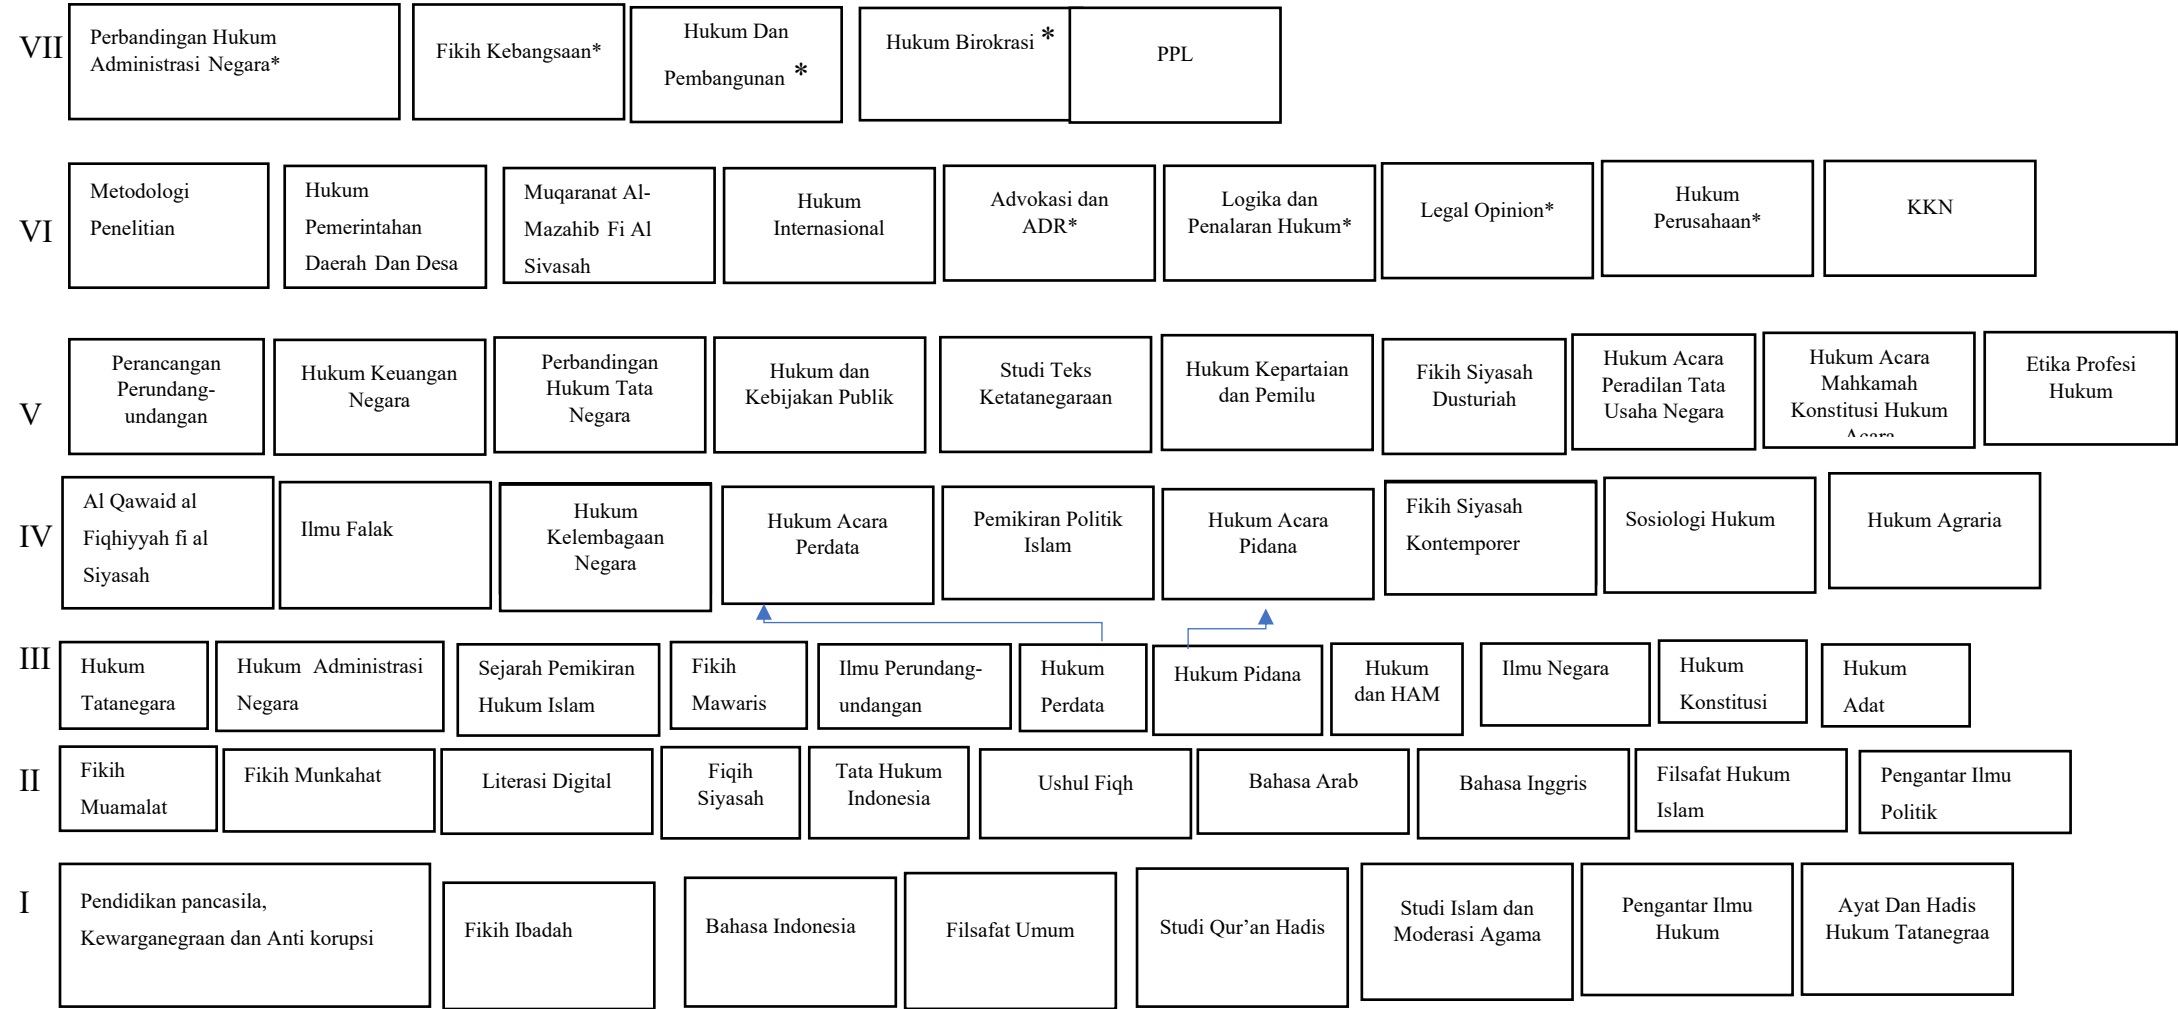 VII
Perbandingan Hukum
Administrasi Negara*
Fikih Kebangsaan*
Hukum Dan
Pembangunan *
Hukum Birokrasi *
PPL
VI
Metodologi
Penelitian
Hukum
Pemerintahan
Daerah Dan Desa
Muqaranat Al-
Mazahib Fi Al
Sivasah
Hukum
Internasional
Advokasi dan
ADR*
Logika dan
Penalaran Hukum*
Legal Opinion*
Hukum
Perusahaan*
KKN
V
Perancangan
Perundang-
undangan
Hukum Keuangan
Negara
Perbandingan
Hukum Tata
Negara
Hukum dan
Kebijakan Publik
Studi Teks
Ketatanegaraan
Hukum Kepartaian
dan Pemilu
Fikih Siyasah
Dusturiah
Hukum Acara
Peradilan Tata
Usaha Negara
Hukum Acara
Mahkamah
Konstitusi Hukum
Acara
Etika Profesi
Hukum
IV
Al Qawaid al
Fiqhiyyah fi al
Siyasah
Ilmu Falak
Hukum
Kelembagaan
Negara
Hukum Acara
Perdata
Pemikiran Politik
Islam
Hukum Acara
Pidana
Fikih Siyasah
Kontemporer
Sosiologi Hukum
Hukum Agraria
III
Hukum
Tatanegara
Hukum Administrasi
Negara
Sejarah Pemikiran
Hukum Islam
Fikih
Mawaris
Ilmu Perundang-
undangan
Hukum
Perdata
Hukum Pidana
Hukum
dan HAM
Ilmu Negara
Hukum
Konstitusi
Hukum
Adat
II
Fikih
Muamalat
Fikih Munkahat
Literasi Digital
Fiqih
Siyasah
Tata Hukum
Indonesia
Ushul Fiqh
Bahasa Arab
Bahasa Inggris
Filsafat Hukum
Islam
Pengantar Ilmu
Politik
I
Pendidikan pancasila,
Kewarganegraan dan Anti korupsi
Fikih Ibadah
Bahasa Indonesia
Filsafat Umum
Studi Qur’an Hadis
Studi Islam dan
Moderasi Agama
Pengantar Ilmu
Hukum
Ayat Dan Hadis
Hukum Tatanegraa